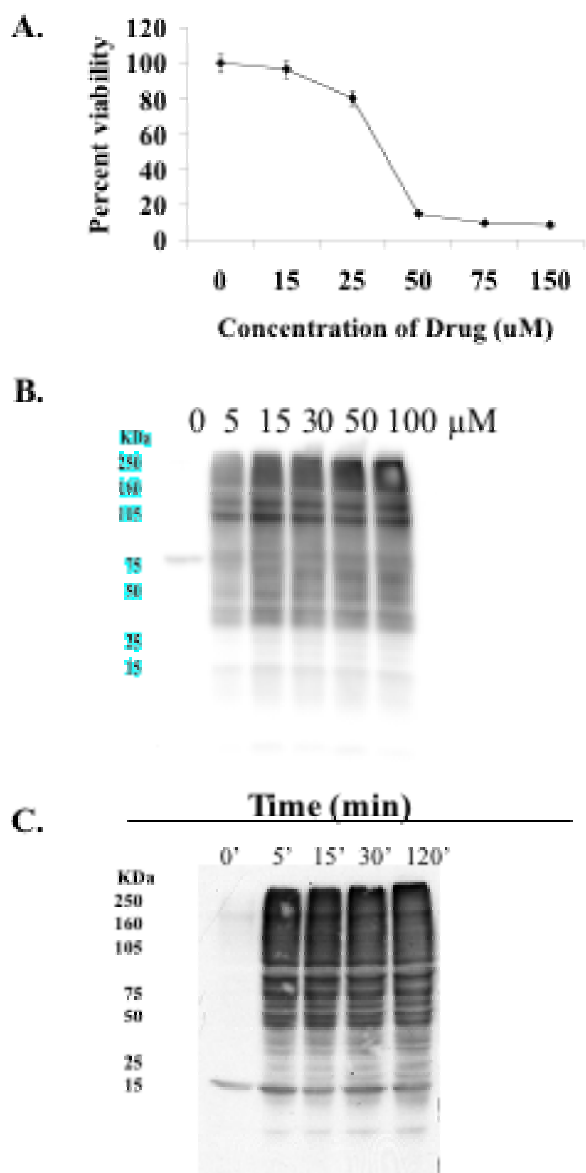 A.
Percent viability
120
100
80
60
40
20
0
0 15 25 50 75 150
Concentration of Drug (uM)
B.
0 5 15 30 50 100 µM
KDa
250
160
115
75
50
25
15
C.
Time (min)
0’ 5’ 15’ 30’ 120’
KDa
250
160
105
75
50
25
15